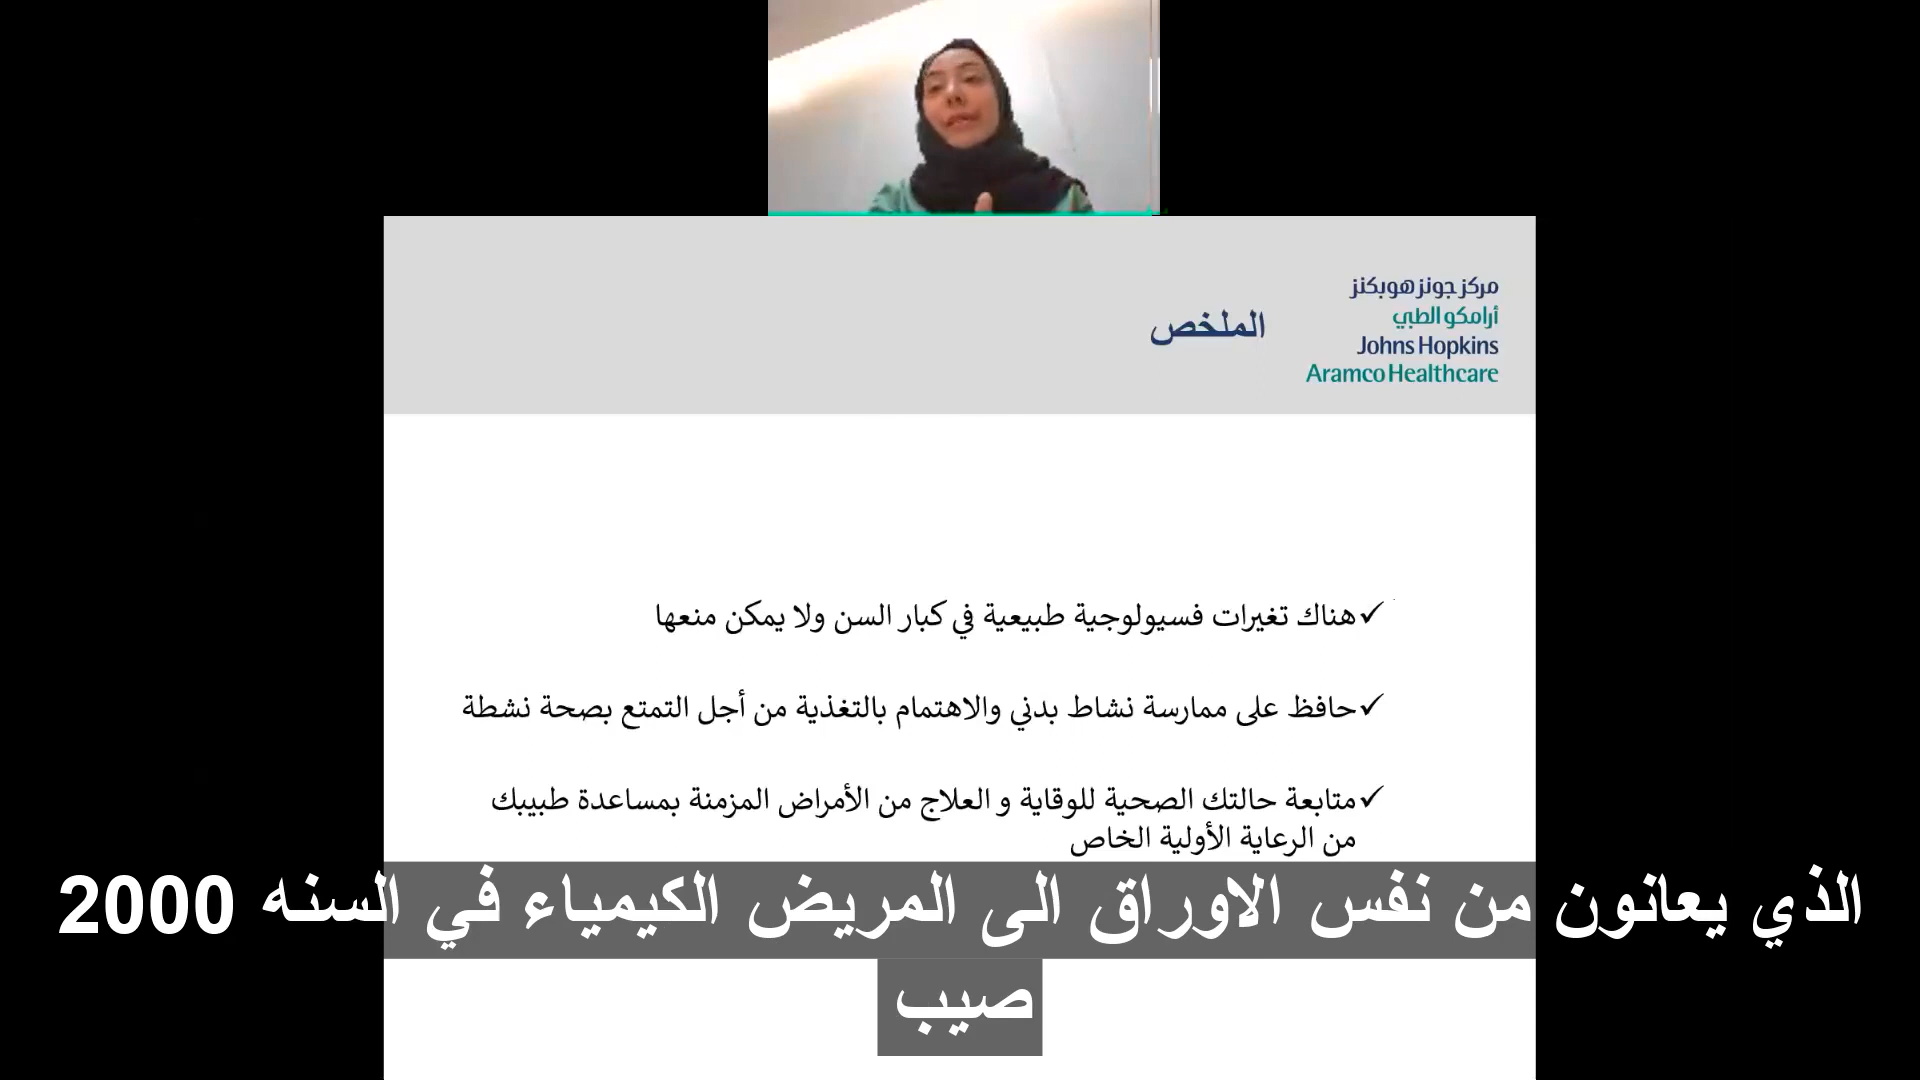 مركز جونز هوبكنز
أرامكو الطبي
Johns Hopkins
Aramco Healthcare
الملخص
✓هناك تغيرات فسيولوجية طبيعية في كبار السن ولا يمكن منعها
✓حافظ على ممارسة نشاط بدني والاهتمام بالتغذية من أجل التمتع بصحة نشطة
✓متابعة حالتك الصحية للوقاية و العلاج من الأمراض المزمنة بمساعدة طبيبك
من الرعاية الأولية الخاص
الذي يعانون من نفس الاوراق الى المريض الكيمياء في السنه 2000
صيب